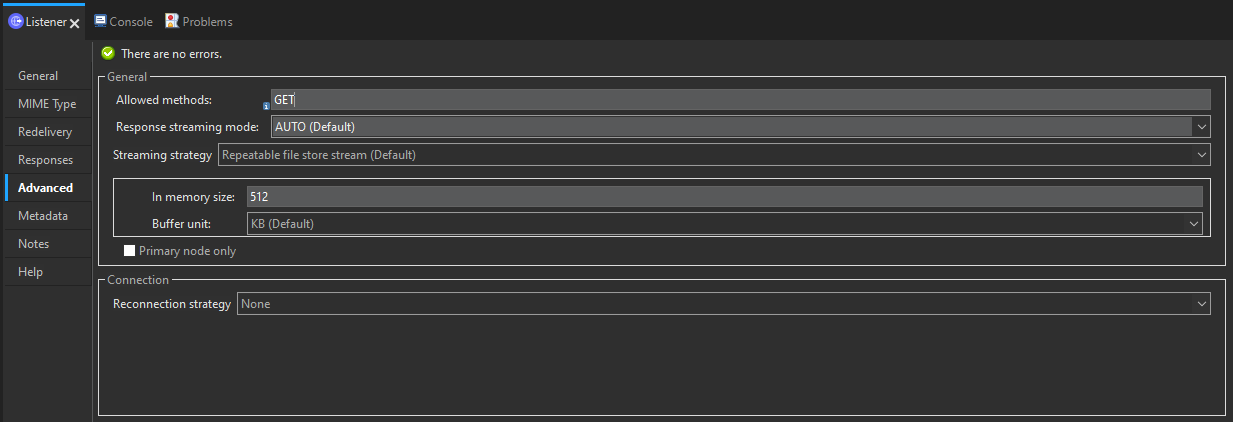 Listener Console Problems
There are no errors.
General
MIME Type
Redelivery
Responses
Advanced
Metadata
Notes
Help
General
Allowed methods: GET
Response streaming mode: AUTO (Default)
Streaming strategy Repeatable file store stream (Default)
In memory size: 512
Buffer unit: KB (Default)
Primary node only
Connection
Reconnection strategy None